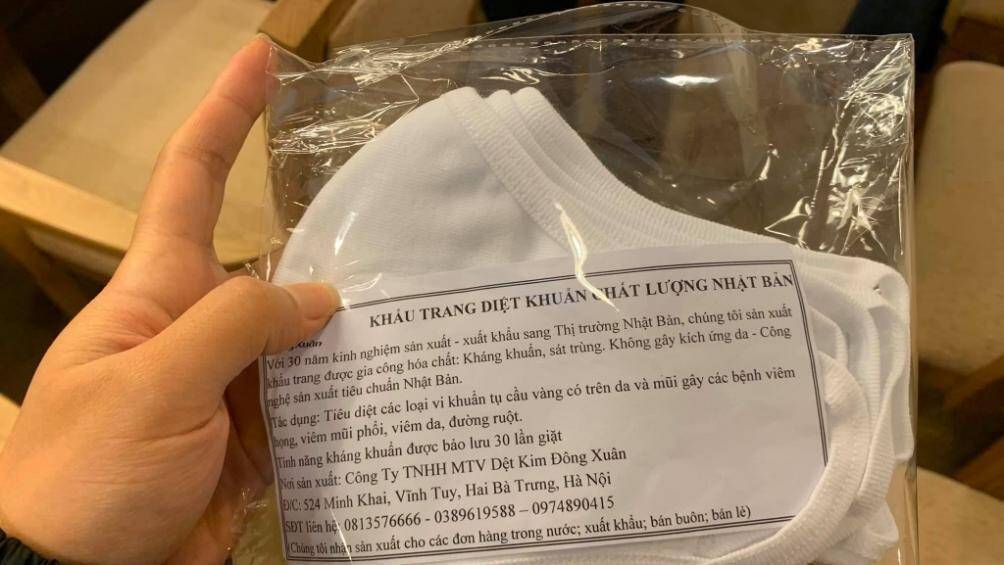 KHẨU TRANG DIỆT KHUẨN CHẤT LƯỢNG NHẬT BẢN
Xuân
Với 30 năm kinh nghiệm sản xuất - xuất khẩu sang Thị trường Nhật Bản, chúng tôi sản xuất
khẩu trang được gia công hóa chất: Kháng khuẩn, sát trùng. Không gây kích ứng da - Công
nghệ sản xuất tiêu chuẩn Nhật Bản.
Tác dụng: Tiêu diệt các loại vi khuẩn tụ cầu vàng có trên da và mũi gây các bệnh viêm
họng, viêm mũi phổi, viêm da, đường ruột.
Tính năng kháng khuẩn được bảo lưu 30 lần giặt
Nơi sản xuất: Công Ty TNHH MTV Dệt Kim Đông Xuân
Đ/C: 524 Minh Khai, Vĩnh Tuy, Hai Bà Trưng, Hà Nội
SĐT liên hệ: 0813576666 - 0389619588 – 0974890415
( Chúng tôi nhận sản xuất cho các đơn hàng trong nước; xuất khẩu; bán buôn; bán lẻ)